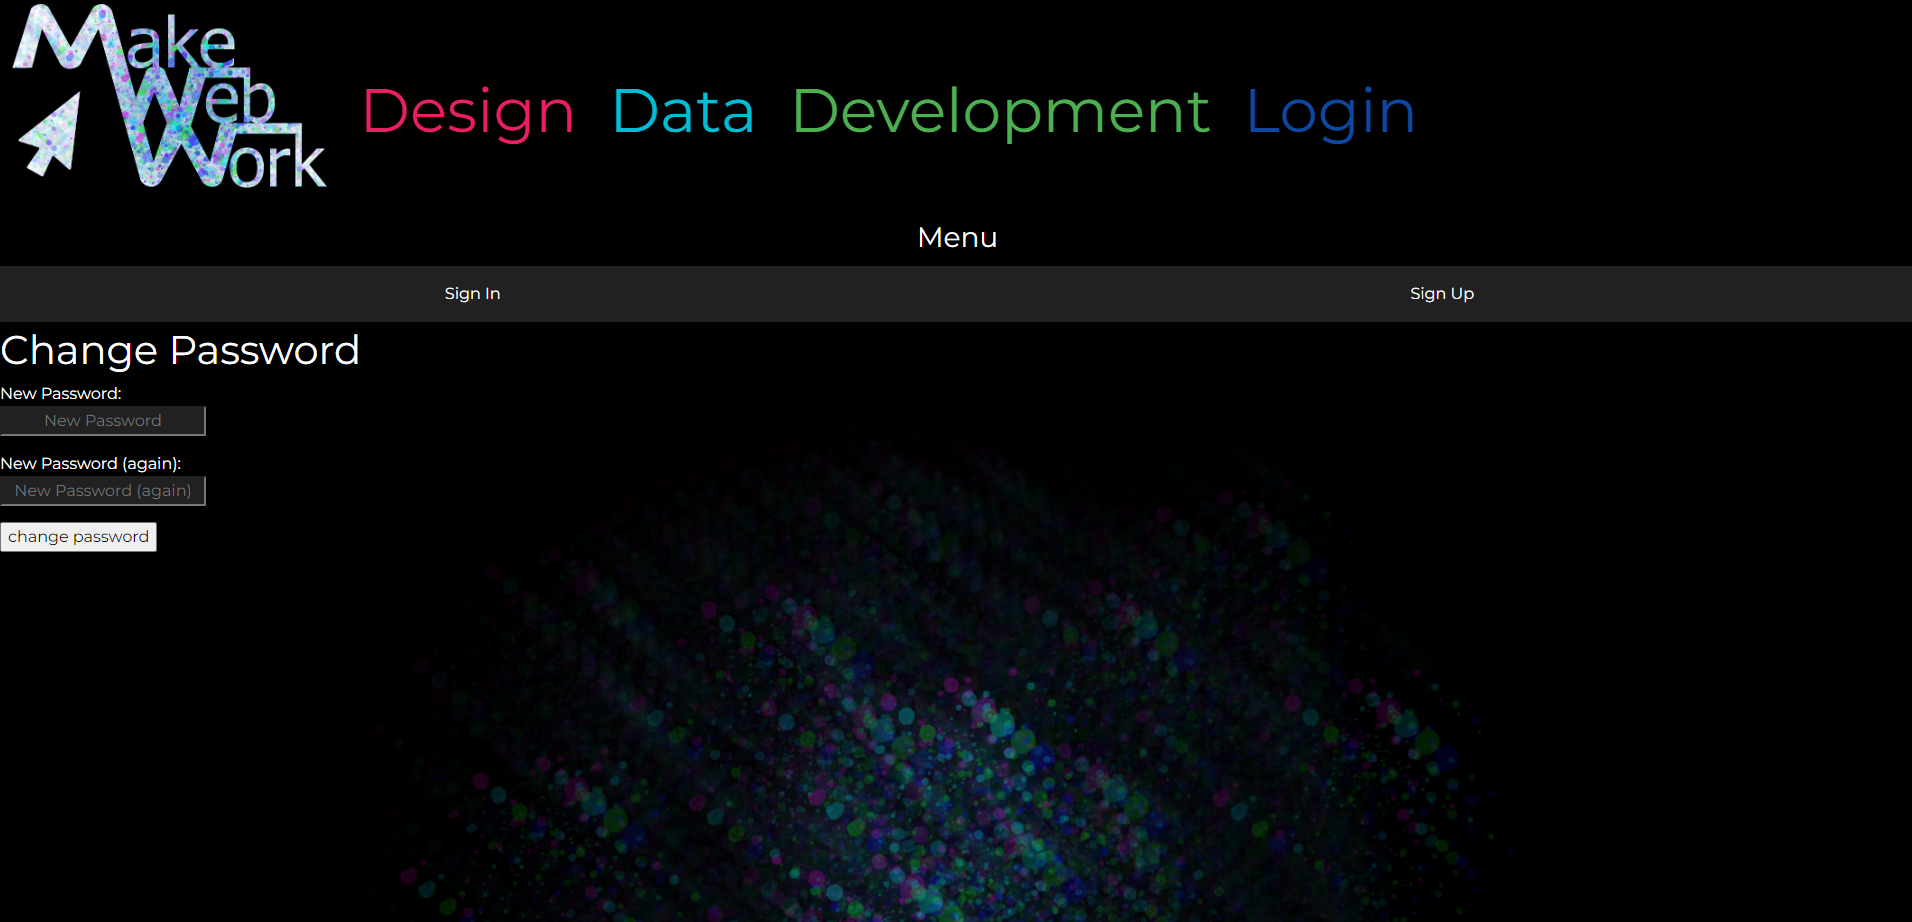 Make
Web
Work
Design Data Development Login
Menu
Sign In Sign Up
Change Password
New Password:
New Password
New Password (again):
New Password (again)
change password